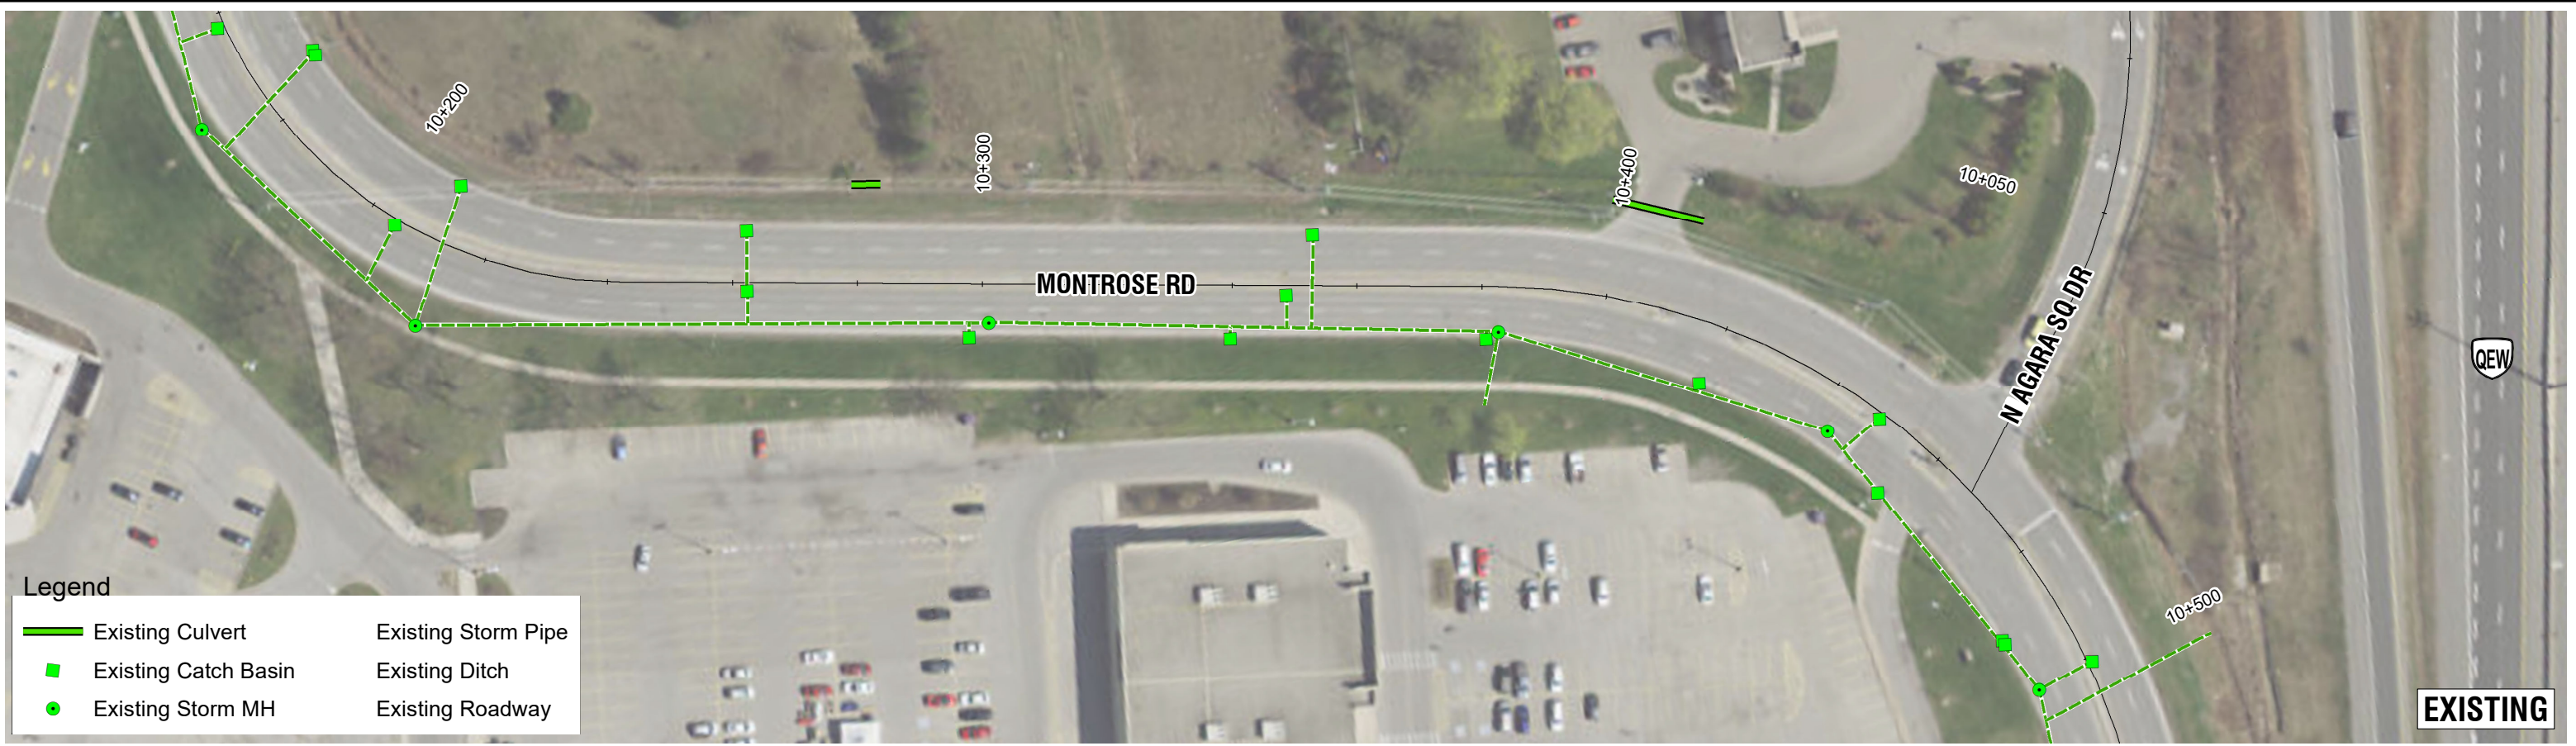 10+200
10+300
10+400
10+050
MONTROSE RD
N AGARA SQ DR
QEW
10+500
Legend
Existing Culvert
Existing Storm Pipe
Existing Catch Basin
Existing Ditch
Existing Storm MH
Existing Roadway
EXISTING